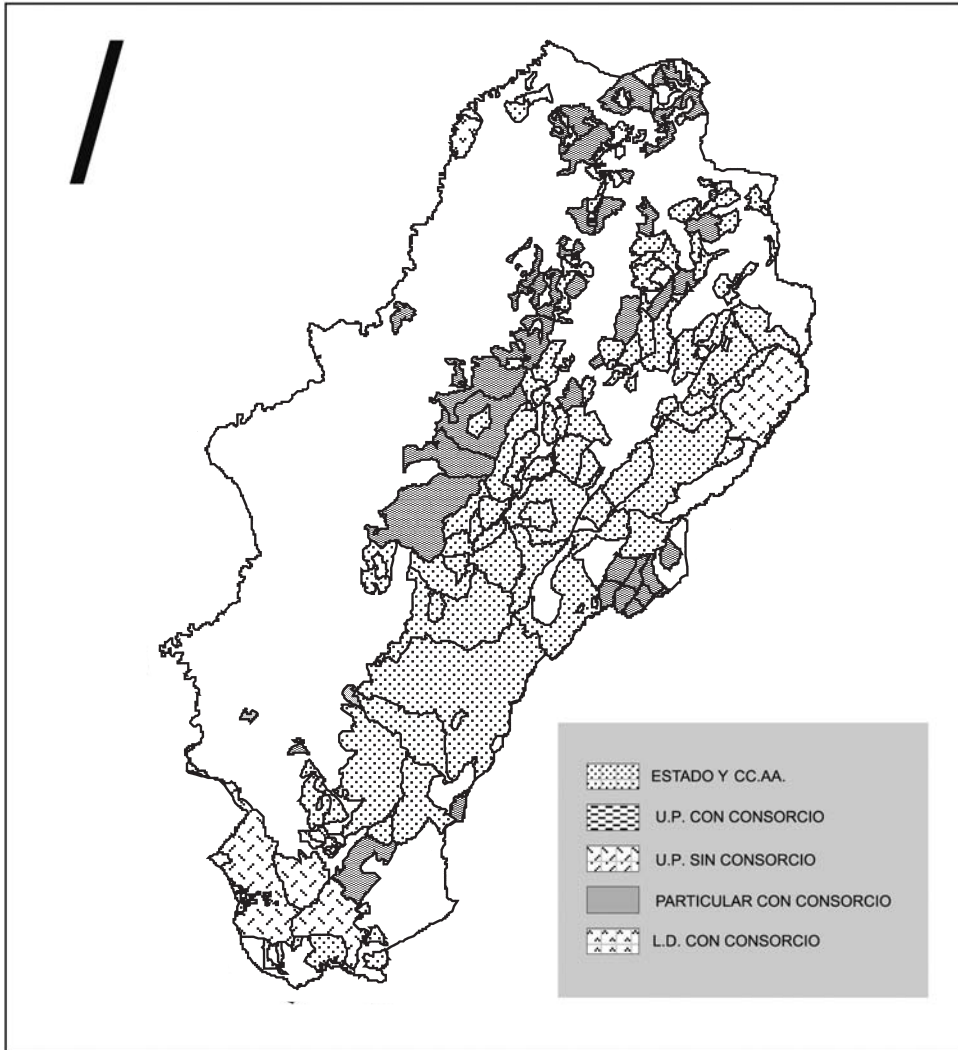 ESTADO Y CC.AA.
U.P. CON CONSORCIO
U.P. SIN CONSORCIO
PARTICULAR CON CONSORCIO
L.D. CON CONSORCIO